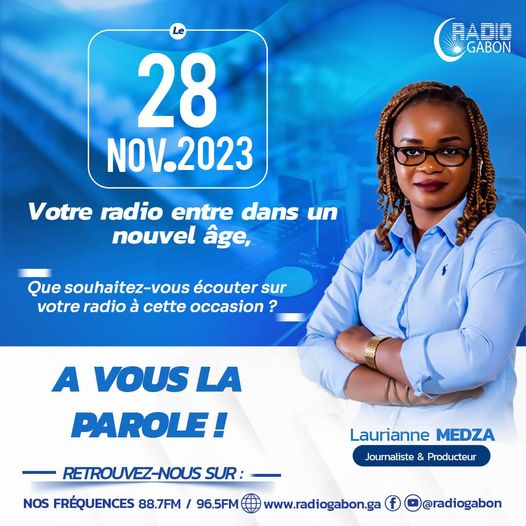 Le
RADIO
GABON
28
NOV.2023
Votre radio entre dans un
nouvel âge,
Que souhaitez-vous écouter sur
votre radio à cette occasion ?
A VOUS LA
PAROLE !
Laurianne MEDZA
Journaliste & Producteur
RETROUVEZ-NOUS SUR :
NOS FRÉQUENCES 88.7FM / 96.5FM www.radiogabon.ga @radiogabon